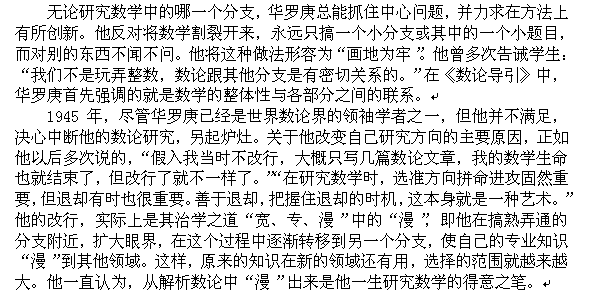 无论研究数学中的哪一个分支，华罗庚总能抓住中心问题，并力求在方法上
有所创新。他反对将数学割裂开来，永远只搞一个小分支或其中的一个小题目，
而对别的东西不闻不问。他将这种做法形容为“画地为牢”。他曾多次告诫学生：
“我们不是玩弄整数，数论跟其他分支是有密切关系的。”在《数论导引》中，
华罗庚首先强调的就是数学的整体性与各部分之间的联系。
1945 年，尽管华罗庚已经是世界数论界的领袖学者之一，但他并不满足，
决心中断他的数论研究，另起炉灶。关于他改变自己研究方向的主要原因，正如
他以后多次说的，“假入我当时不改行，大慨只写几篇数论文章，我的数学生命
也就结束了，但改行了就不一样了。”“在研究数学时，选准方向拼命进攻固然重
要，但退却有时也很重要。善于退却，把握住退却的时机，这本身就是一种艺术。”
他的改行，实际上是其治学之道“宽、专、漫”中的“漫”，即他在搞熟弄通的
分支附近，扩大眼界，在这个过程中逐渐转移到另一个分支，使自己的专业知识
“漫”到其他领域。这样，原来的知识在新的领域还有用，选择的范围就越来越
大。他一直认为，从解析数论中“漫”出来是他一生研究数学的得意之笔。